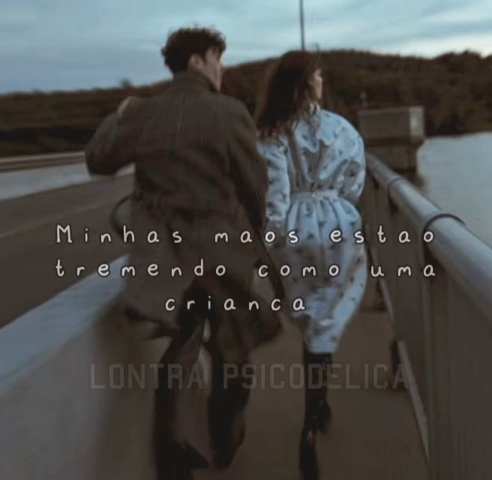 Minhas maos estao
tremendo como uma
crianca
LONTRA PSICODELICA